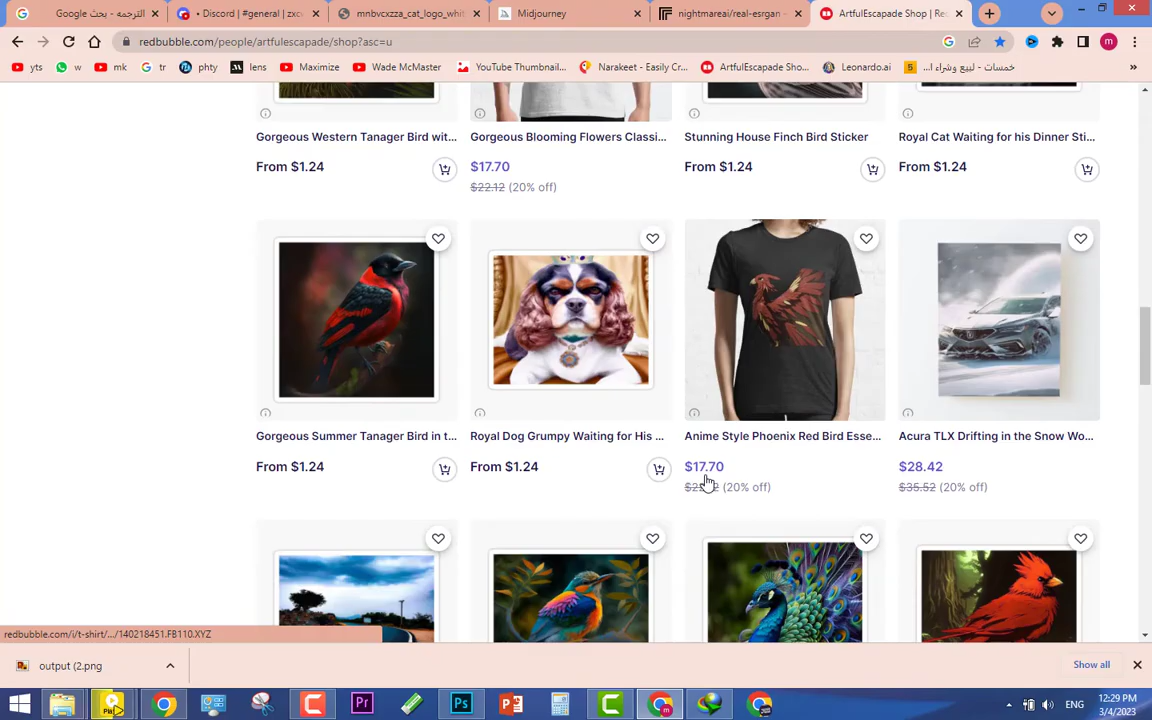 الترجمه - بحث Google
• Discord | #general | zxc
mnbvcxzza_cat_logo_whit
Midjourney
nightmareai/real-esrgan -
ArtfulEscapade Shop | Re
redbubble.com/people/artfulescapade/shop?asc=u
yts
w
mk
tr
phty
lens
Maximize
Wade McMaster
YouTube Thumbnail...
Narakeet - Easily Cr...
ArtfulEscapade Sho...
Leonardo.ai
خمسات - لبيع وشراء ا...
Gorgeous Western Tanager Bird wit...
Gorgeous Blooming Flowers Classi...
Stunning House Finch Bird Sticker
Royal Cat Waiting for his Dinner Sti...
From $1.24
$17.70
From $1.24
From $1.24
$22.12 (20% off)
Gorgeous Summer Tanager Bird in t...
Royal Dog Grumpy Waiting for His ...
Anime Style Phoenix Red Bird Esse...
Acura TLX Drifting in the Snow Wo...
From $1.24
From $1.24
$17.70
$28.42
(20% off)
$35.52 (20% off)
redbubble.com/i/t-shirt/.../140218451.FB110.XYZ
output (2.png
Show all
ENG
12:29 PM
3/4/2023